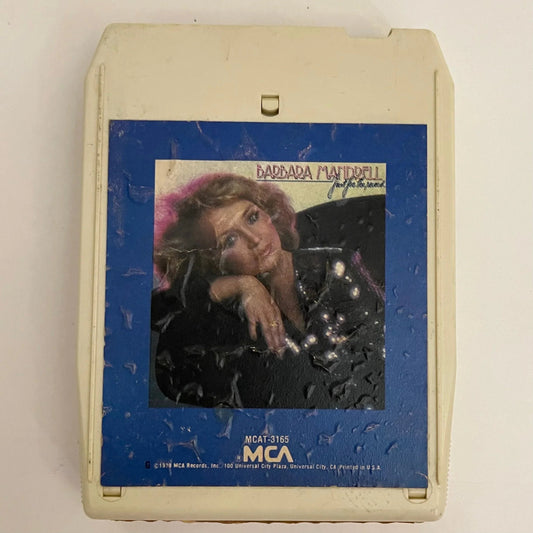 BARBARA MANDRELL
Just for the record
MCAT-3165
MCA
G ©1979 MCA Records, Inc., 100 Universal City Plaza, Universal City, CA. Printed in U.S.A.